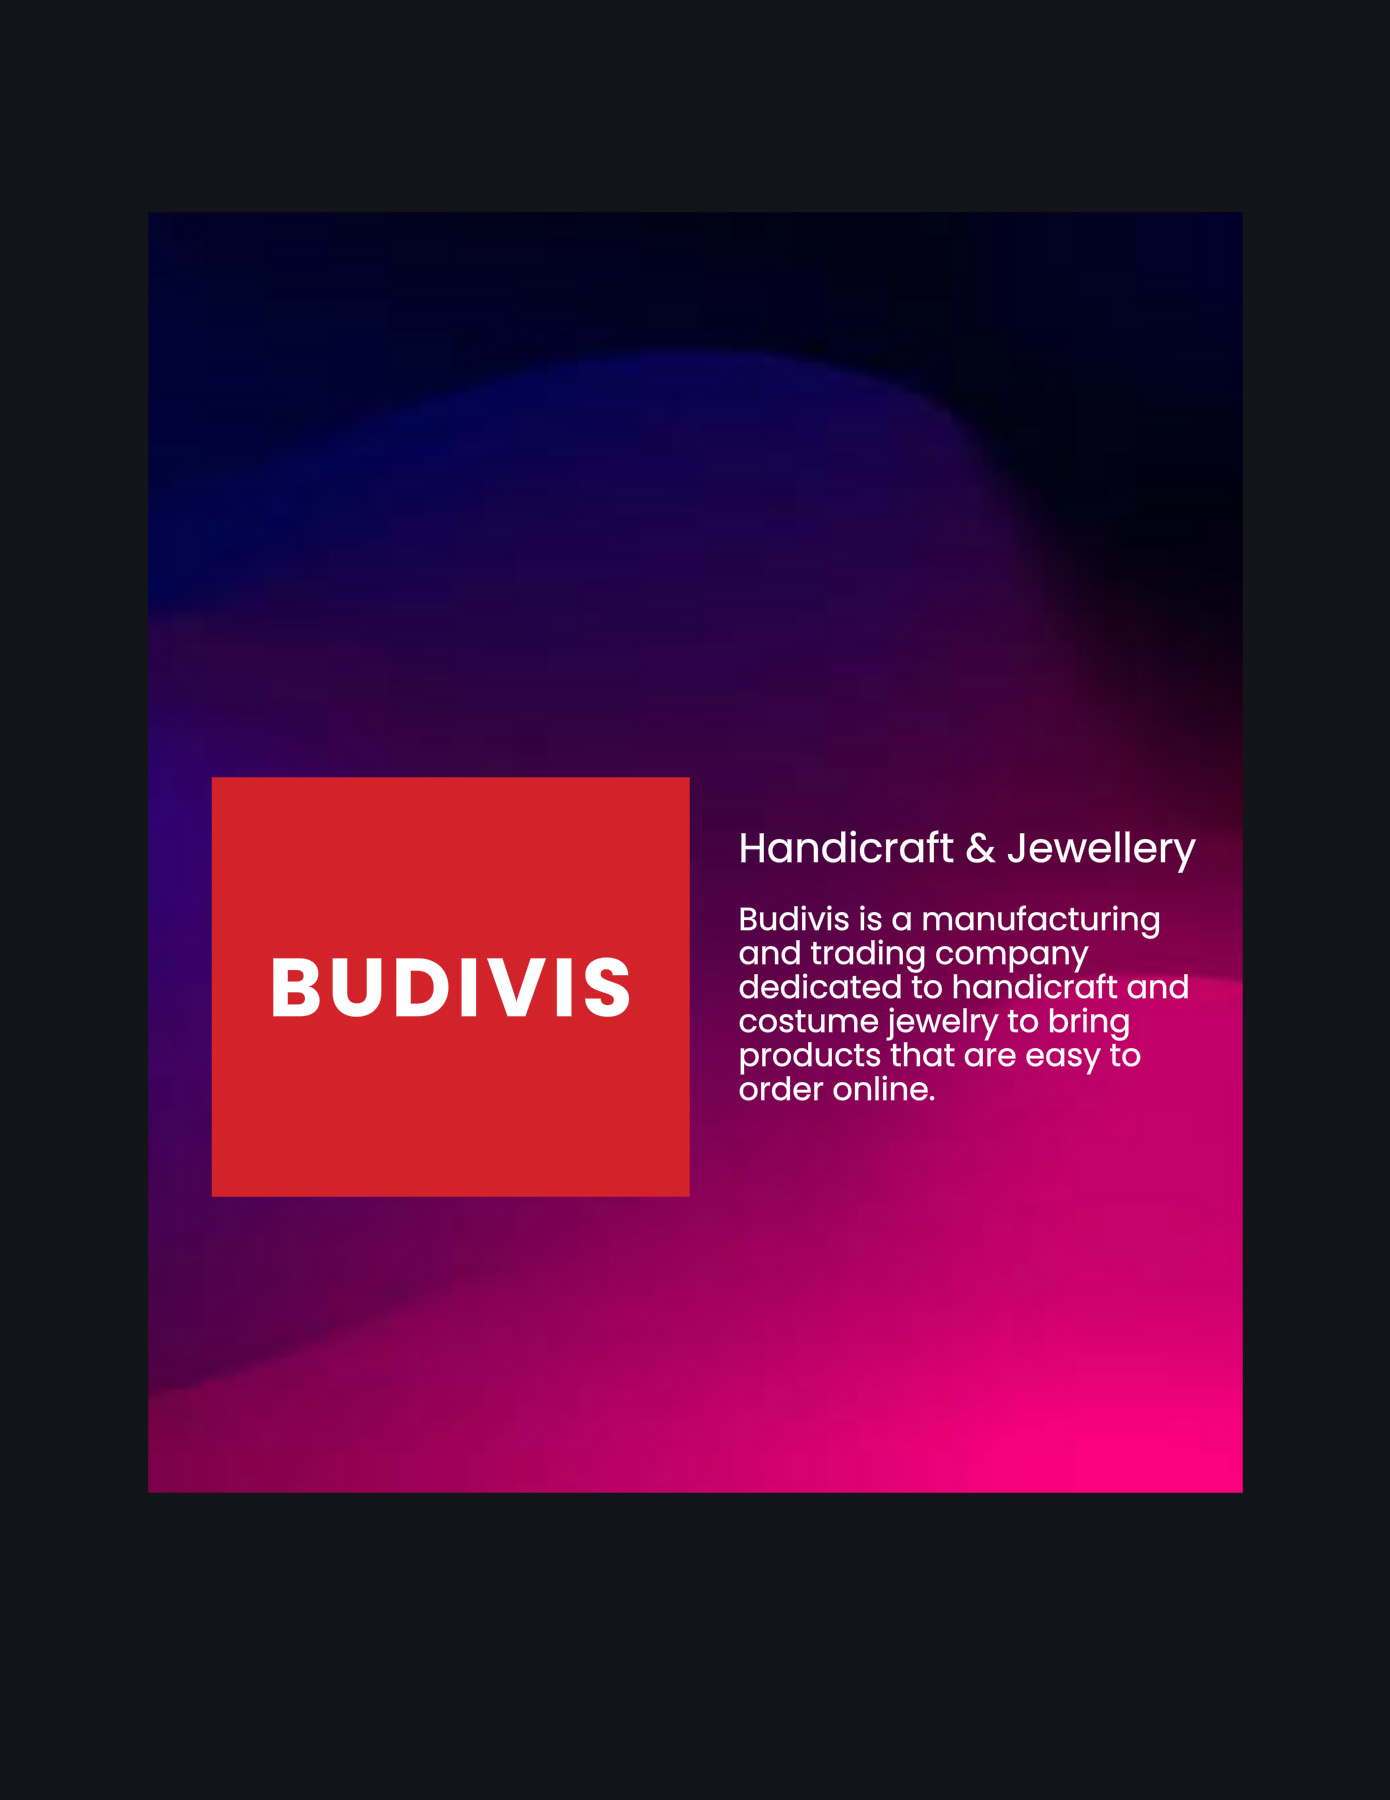 BUDIVIS
Handicraft & Jewellery
Budivis is a manufacturing
and trading company
dedicated to handicraft and
costume jewelry to bring
products that are easy to
order online.